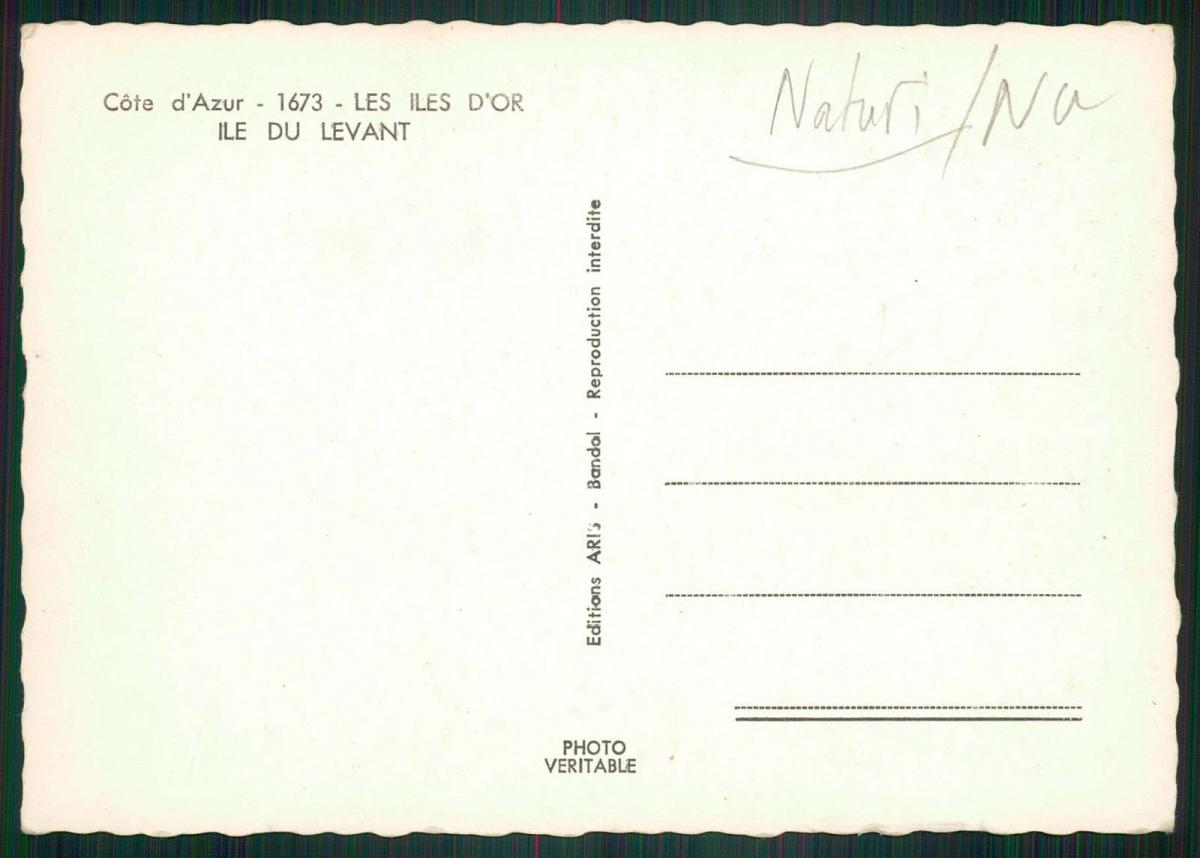 Côte d'Azur - 1673 - LES ILES D'OR
ILE DU LEVANT
Naturi/Na
Editions ARIS - Bandol - Reproduction interdite
PHOTO
VERITABLE